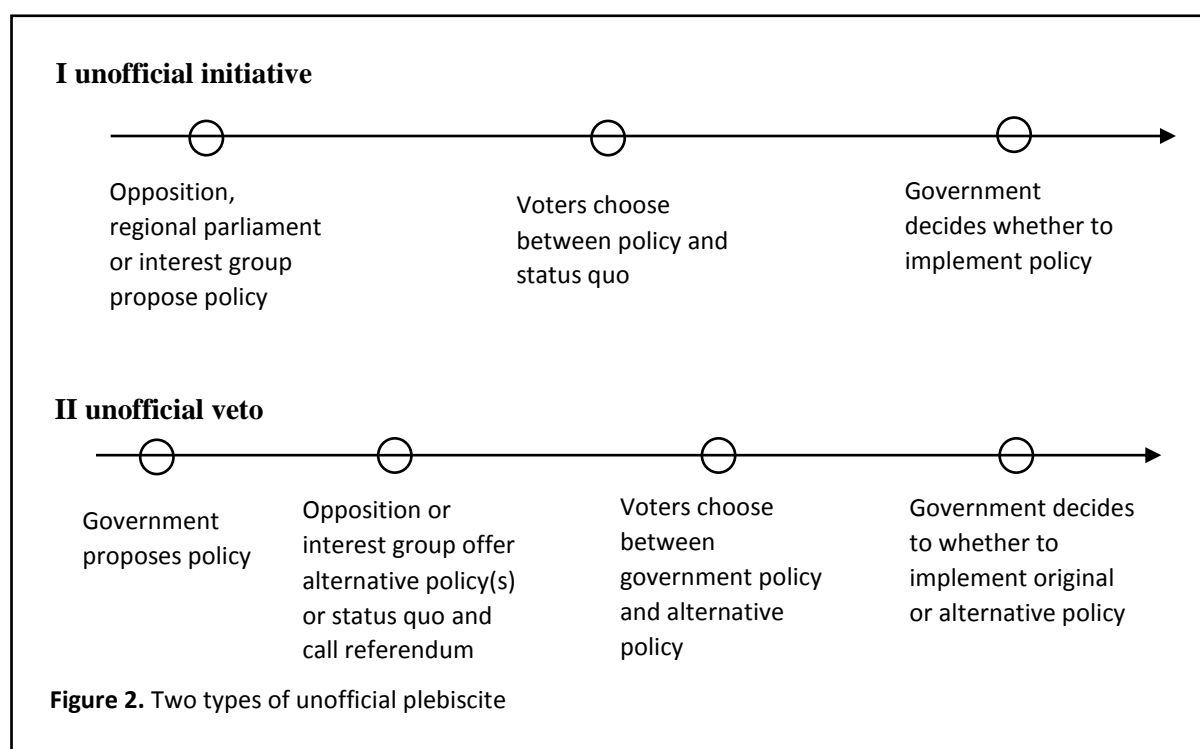 I unofficial initiative
Opposition,
regional parliament
or interest group
propose policy
Voters choose
between policy and
status quo
Government
decides whether to
implement policy
II unofficial veto
Government
proposes policy
Opposition or
interest group offer
alternative policy(s)
or status quo and
call referendum
Voters choose
between
government policy
and alternative
policy
Government decides
to whether to
implement original
or alternative policy
Figure 2. Two types of unofficial plebiscite